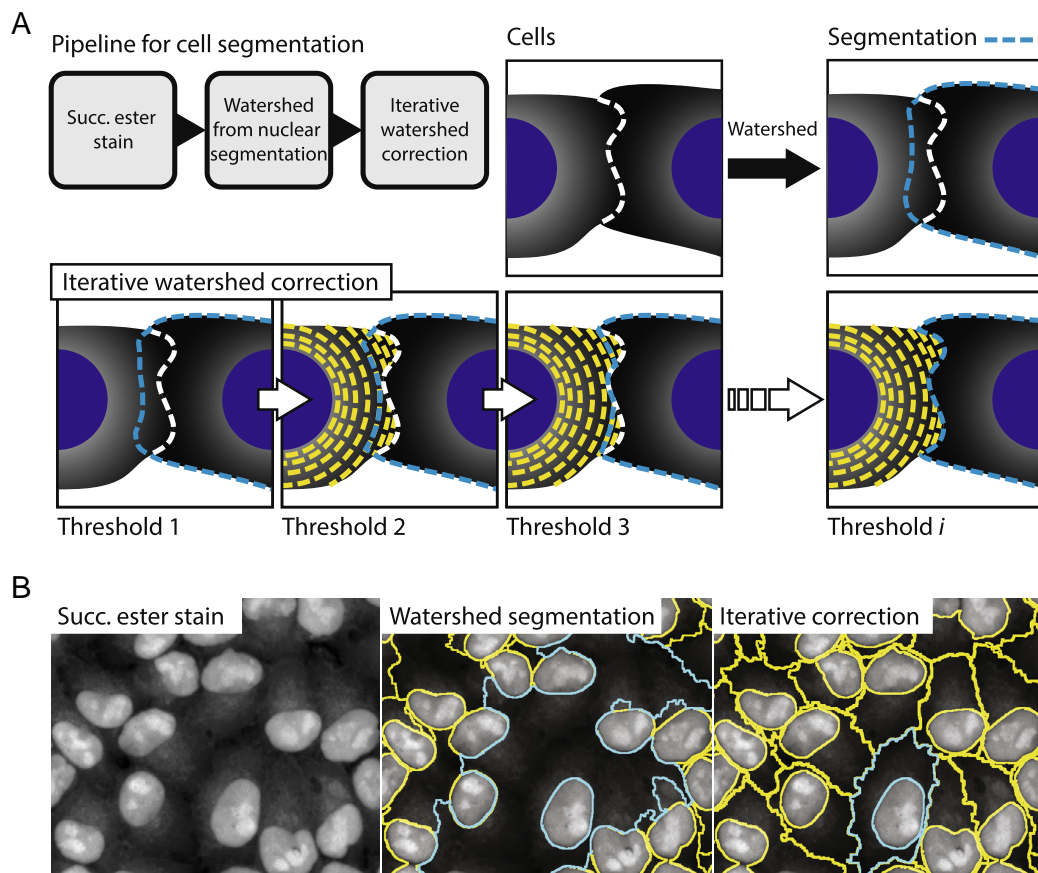 A
Pipeline for cell segmentation
Succ. ester
stain
Watershed
from nuclear
segmentation
Iterative
watershed
correction
Cells
Watershed
Segmentation
Iterative watershed correction
Threshold 1
Threshold 2
Threshold 3
Threshold i
B
Succ. ester stain
Watershed segmentation
Iterative correction